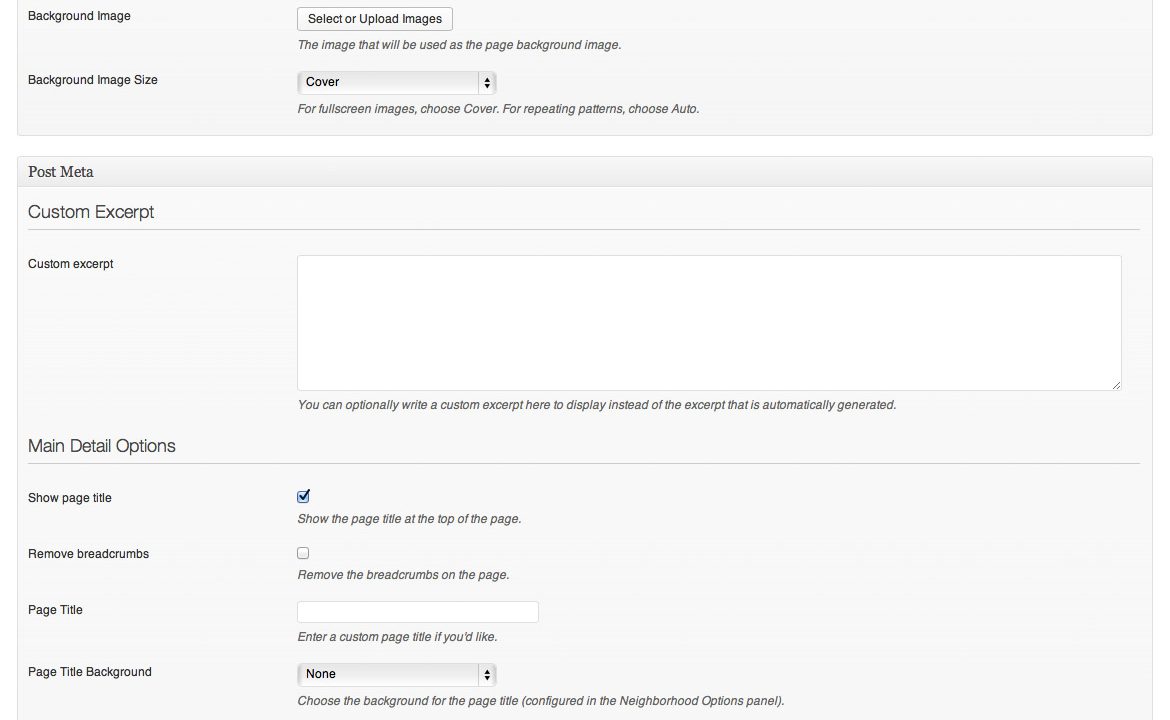 Background Image
Select or Upload Images
The image that will be used as the page background image.
Background Image Size
Cover
For fullscreen images, choose Cover. For repeating patterns, choose Auto.
Post Meta
Custom Excerpt
Custom excerpt
You can optionally write a custom excerpt here to display instead of the excerpt that is automatically generated.
Main Detail Options
Show page title
Show the page title at the top of the page.
Remove breadcrumbs
Remove the breadcrumbs on the page.
Page Title
Enter a custom page title if you'd like.
Page Title Background
None
Choose the background for the page title (configured in the Neighborhood Options panel).